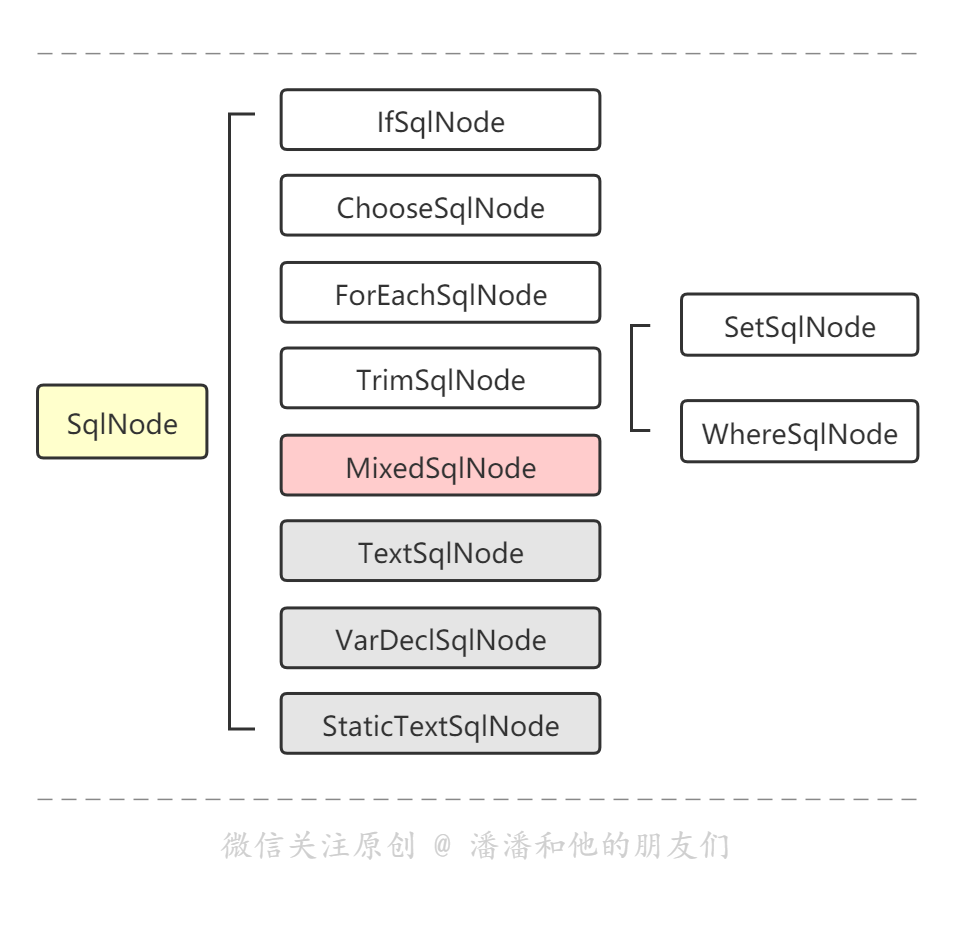 IfSqlNode
ChooseSqlNode
ForEachSqlNode
SetSqlNode
TrimSqlNode
SqlNode
WhereSqlNode
MixedSqlNode
TextSqlNode
VarDeclSqlNode
StaticTextSqlNode
微信关注原创 @ 潘潘和他的朋友们